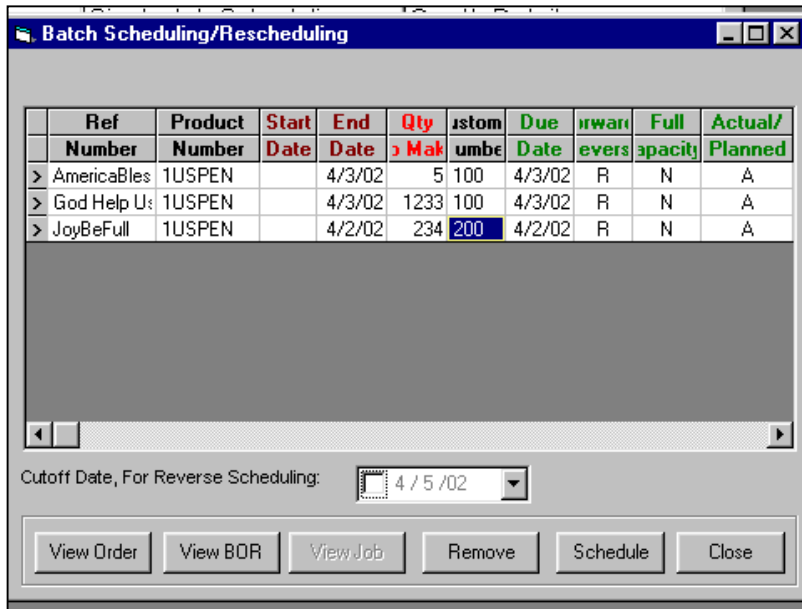 Batch Scheduling/Rescheduling
Ref Product Start End Qty ustom Due orward Full Actual/
Number Number Date Date o Mak umbe Date evers apacity Planned
> AmericaBles 1USPEN 4/3/02 5 100 4/3/02 R N A
> God Help Us 1USPEN 4/3/02 1233 100 4/3/02 R N A
> JoyBeFull 1USPEN 4/2/02 234 200 4/2/02 R N A
Cutoff Date, For Reverse Scheduling: 4 / 5 /02
View Order View BOR View Job Remove Schedule Close